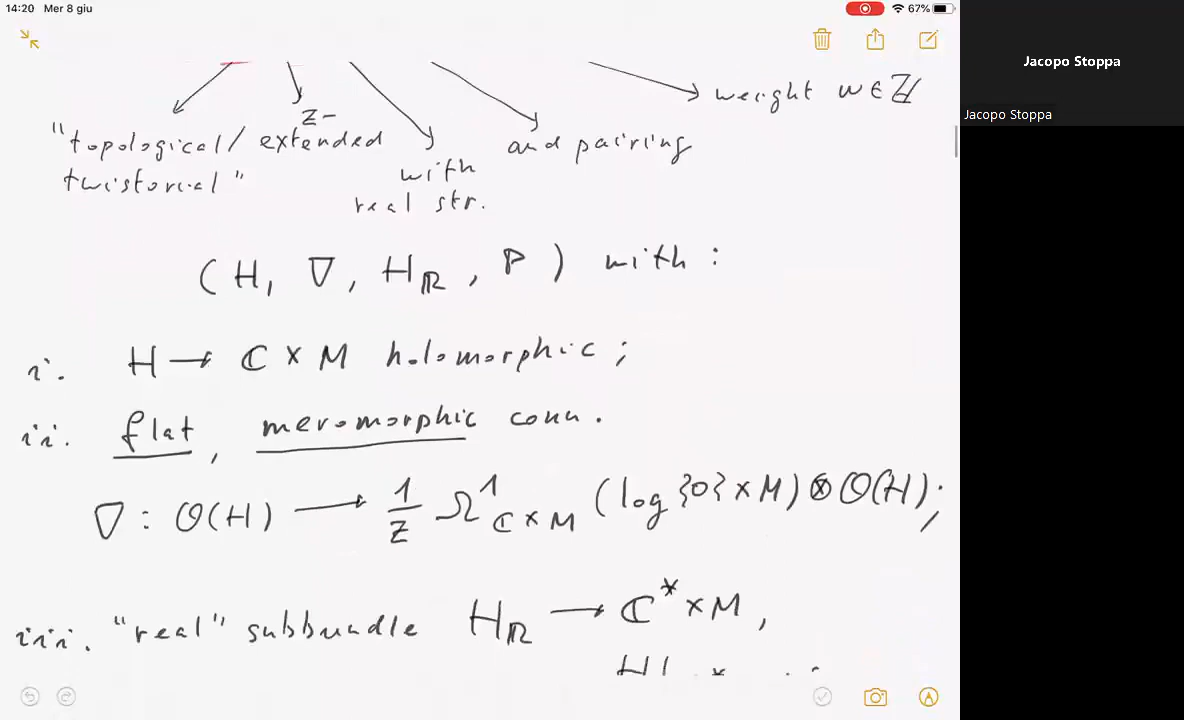 14:20 Mer 8 giu
67%
Jacopo Stoppa
Jacopo Stoppa
weight w ∈ ℤ
"topological/
twistorial"
z-
extended
with
real str.
and pairing
(H, ∇, H_ℝ, P) with:
i. H → ℂ × M holomorphic;
ii. flat, meromorphic conn.
∇ : 𝒪(H) → 1/z Ω¹_{ℂ×M} (log {0} × M) ⊗ 𝒪(H);
iii. "real" subbundle H_ℝ → ℂ* × M,